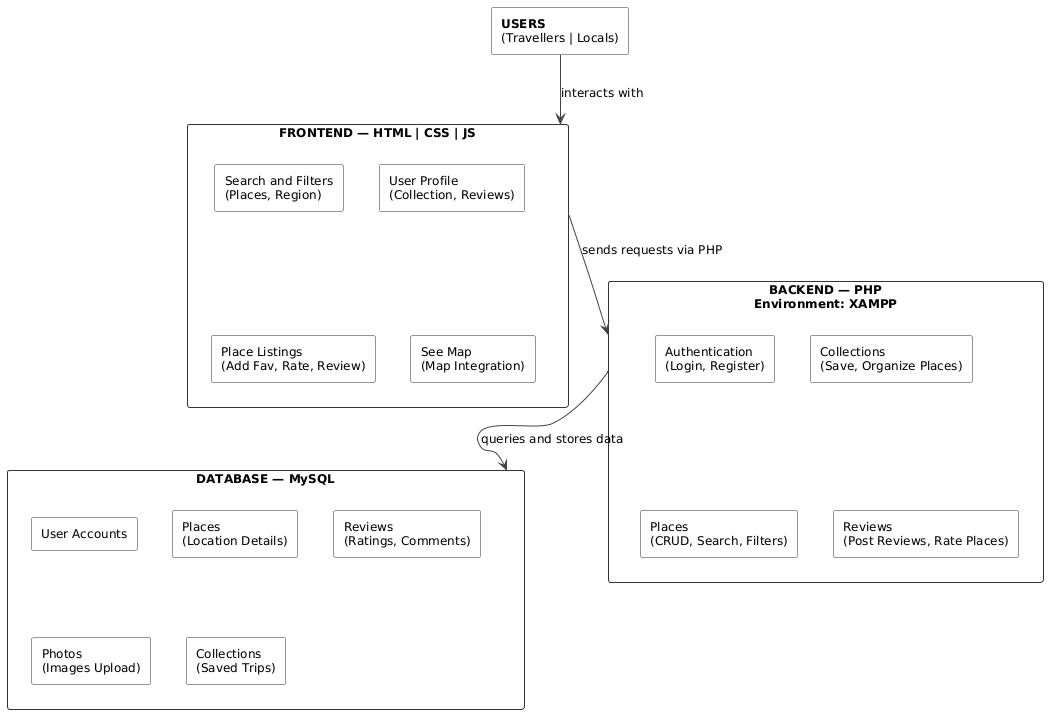 USERS
(Travellers | Locals)
interacts with
FRONTEND — HTML | CSS | JS
Search and Filters
(Places, Region)
User Profile
(Collection, Reviews)
Place Listings
(Add Fav, Rate, Review)
See Map
(Map Integration)
sends requests via PHP
BACKEND — PHP
Environment: XAMPP
Authentication
(Login, Register)
Collections
(Save, Organize Places)
Places
(CRUD, Search, Filters)
Reviews
(Post Reviews, Rate Places)
queries and stores data
DATABASE — MySQL
User Accounts
Places
(Location Details)
Reviews
(Ratings, Comments)
Photos
(Images Upload)
Collections
(Saved Trips)